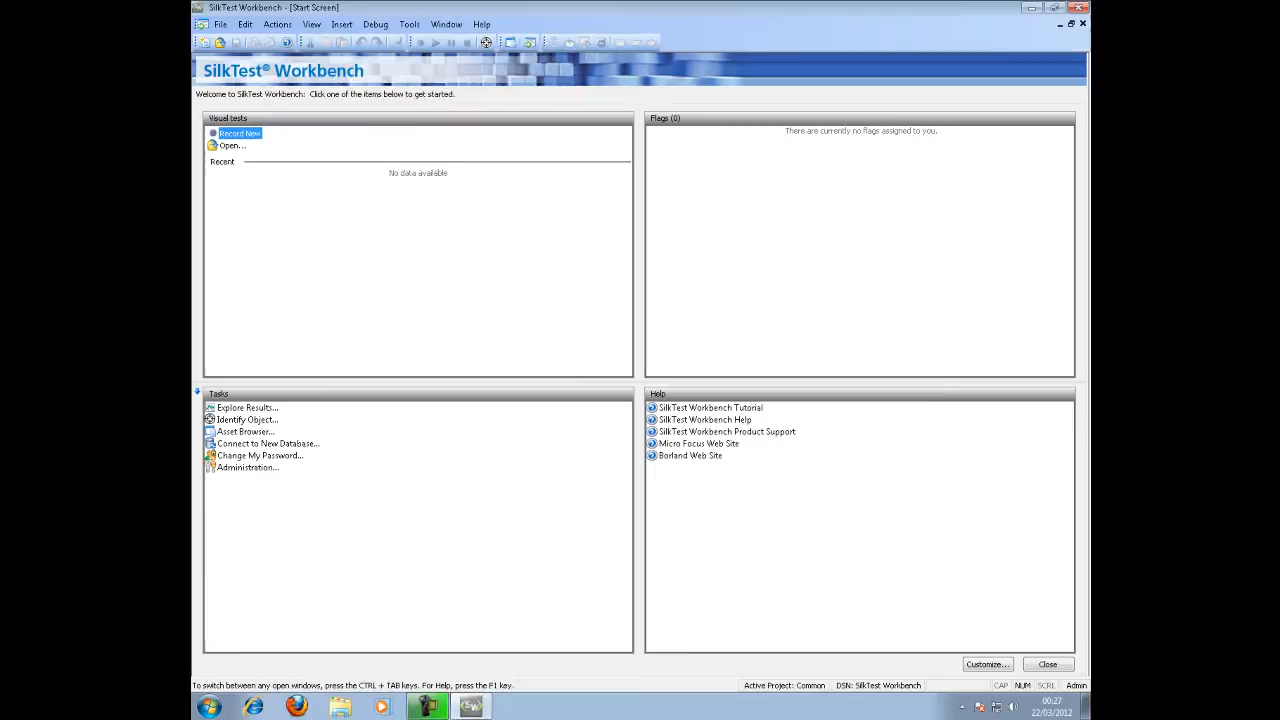 SilkTest Workbench - [Start Screen]
File Edit Actions View Insert Debug Tools Window Help
SilkTest® Workbench
Welcome to SilkTest Workbench: Click one of the items below to get started.
Visual tests
Record New
Open...
Recent
No data available
Flags (0)
There are currently no flags assigned to you.
Tasks
Explore Results...
Identify Object...
Asset Browser...
Connect to New Database...
Change My Password...
Administration...
Help
SilkTest Workbench Tutorial
SilkTest Workbench Help
SilkTest Workbench Product Support
Micro Focus Web Site
Borland Web Site
Customize... Close
To switch between any open windows, press the CTRL + TAB keys. For Help, press the F1 key. Active Project: Common DSN: SilkTest Workbench CAP NUM SCRL Admin
00:27
22/03/2012